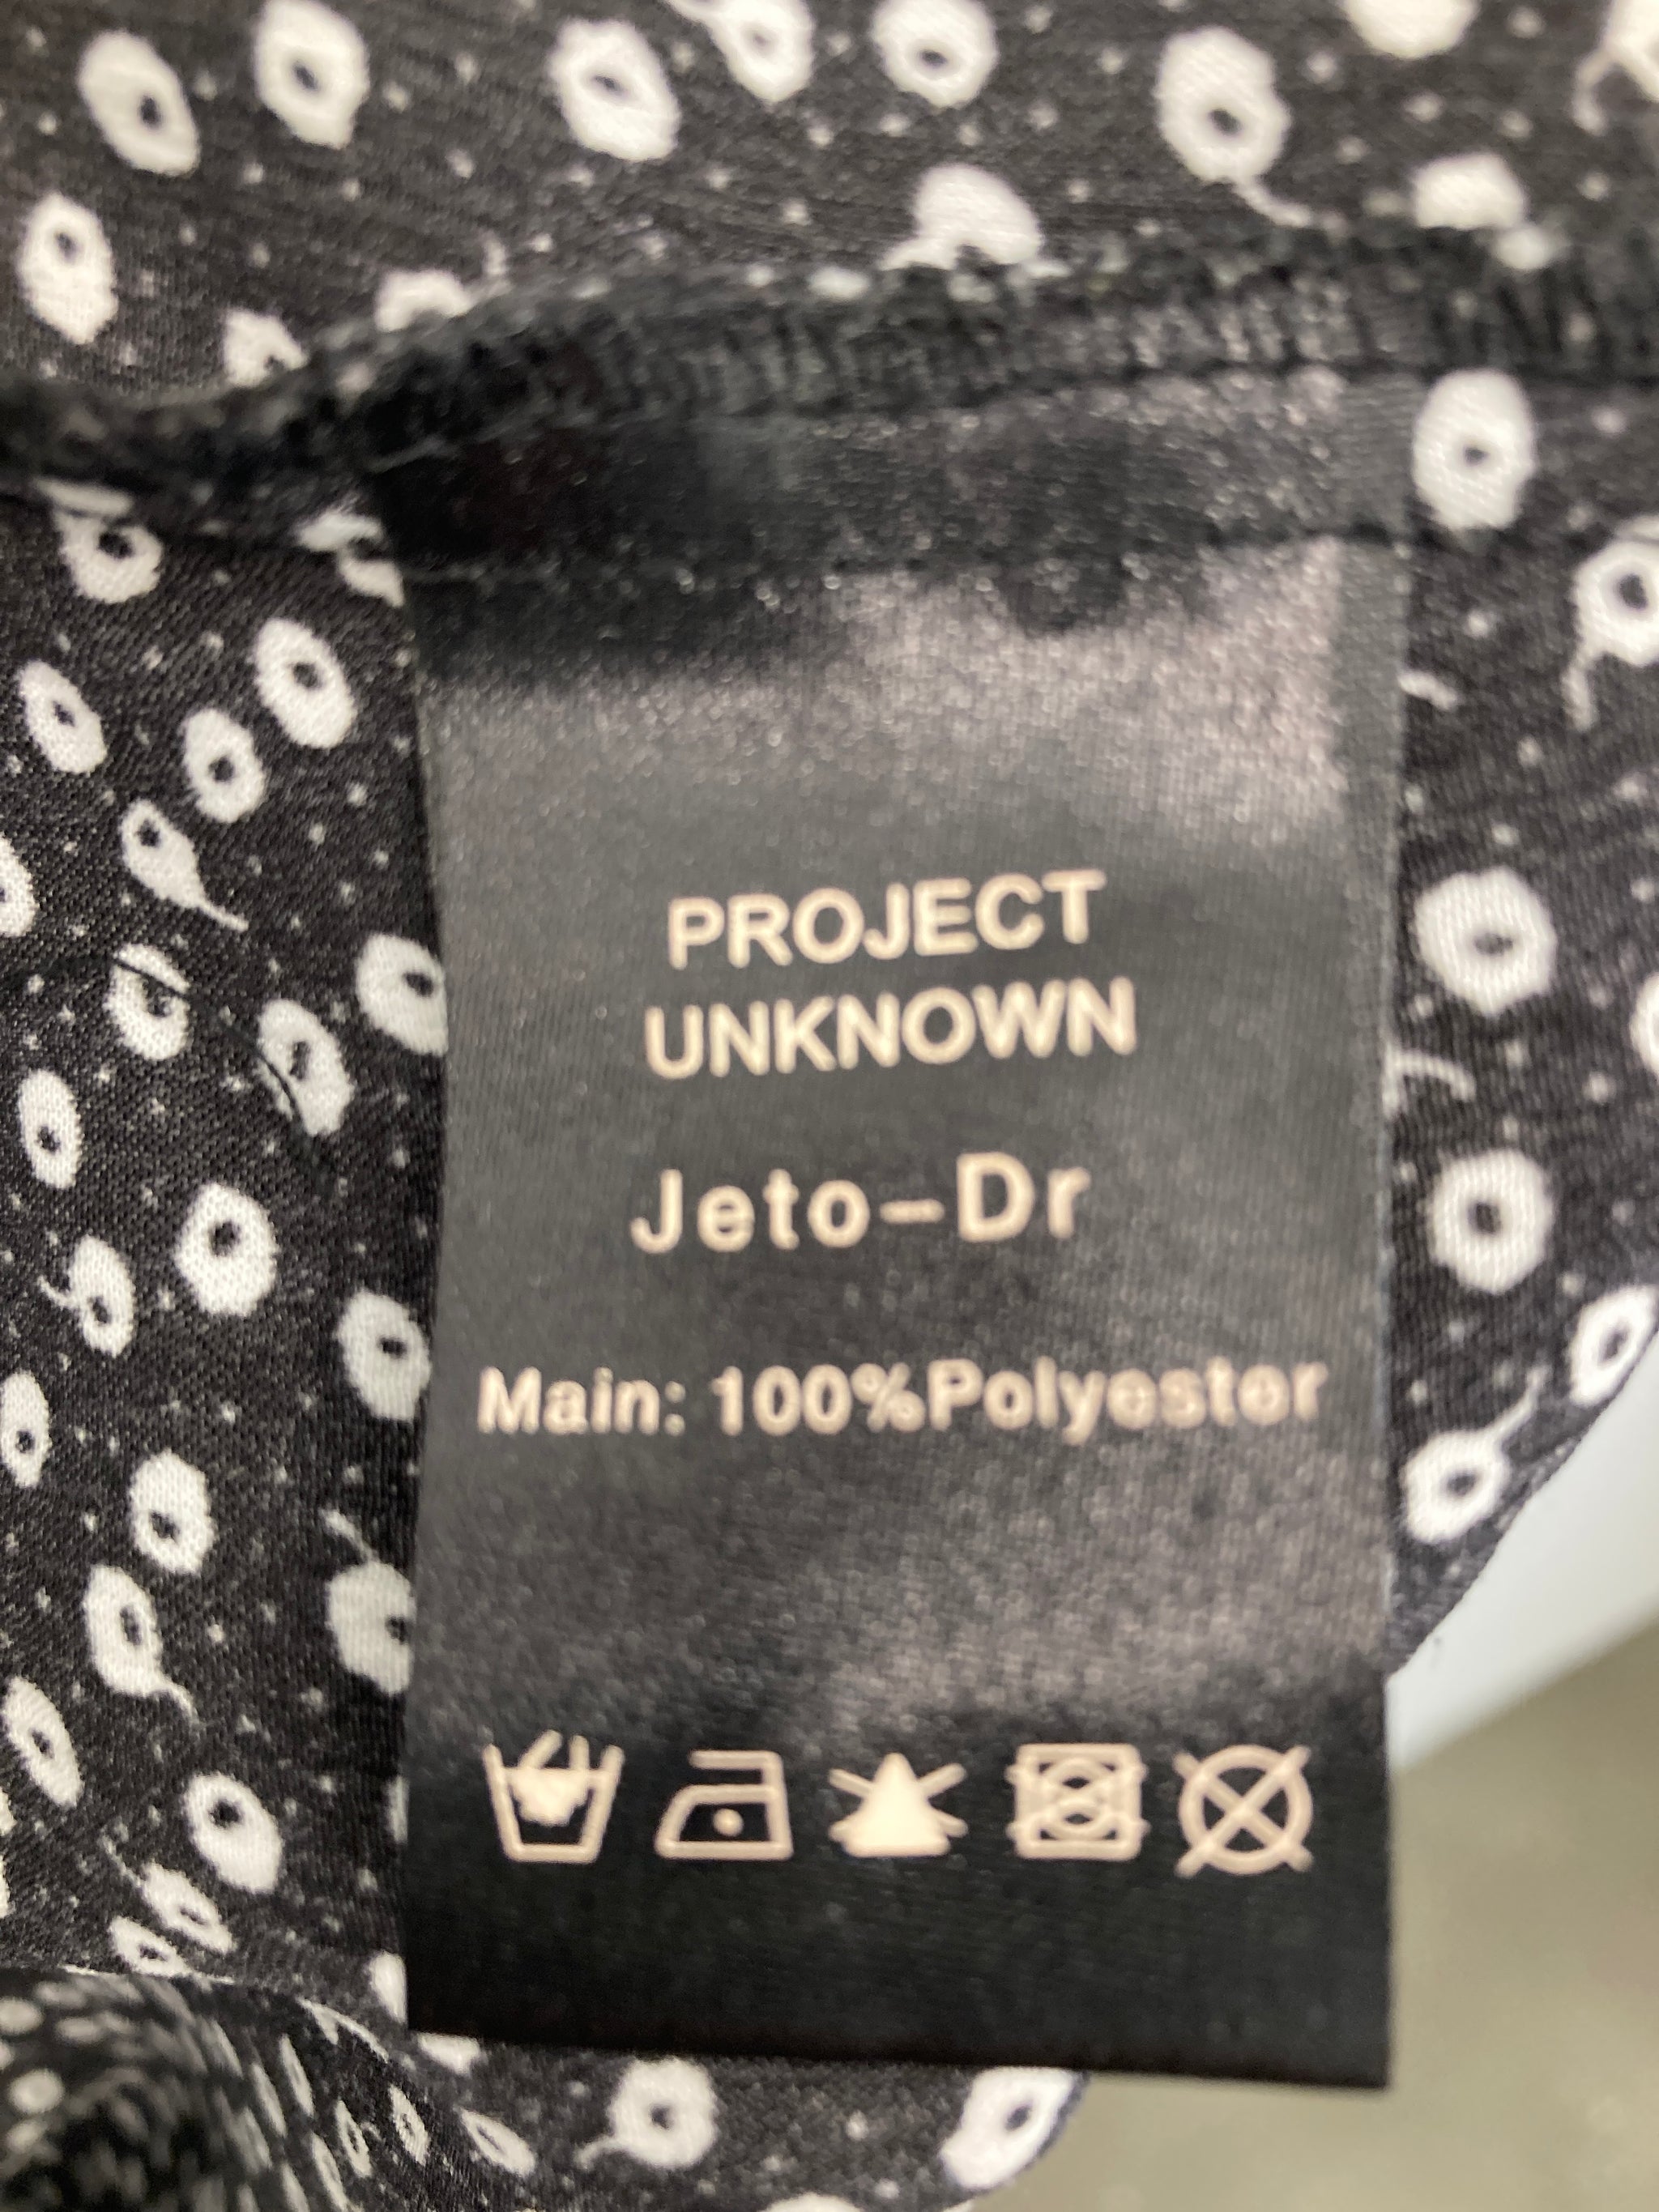 PROJECT
UNKNOWN
Jeto-Dr
Main: 100%Polyester